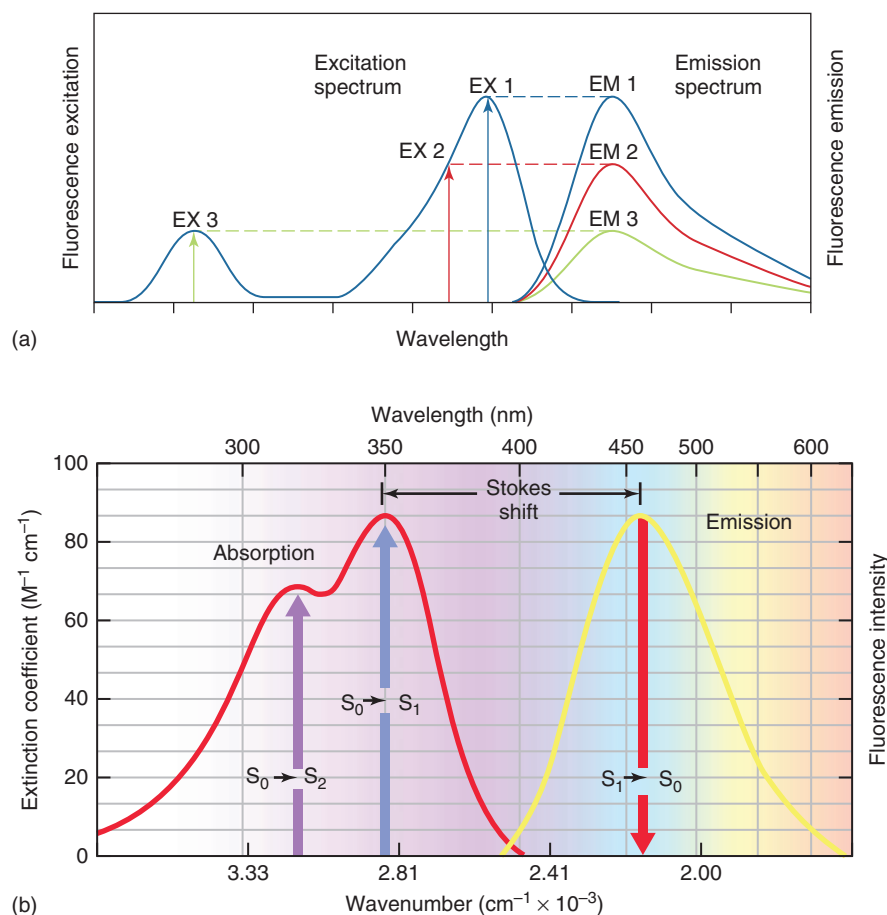 Fluorescence excitation
Excitation
spectrum
EX 1
EM 1
Emission
spectrum
EX 2
EM 2
EX 3
EM 3
Fluorescence emission
(a)
Wavelength
Wavelength (nm)
300 350 400 450 500 600
100
80
60
40
20
0
Extinction coefficient (M⁻¹ cm⁻¹)
Stokes
shift
Absorption
Emission
S₀ S₁
S₀ S₂
S₁ S₀
Fluorescence intensity
3.33 2.81 2.41 2.00
(b)
Wavenumber (cm⁻¹ × 10⁻³)